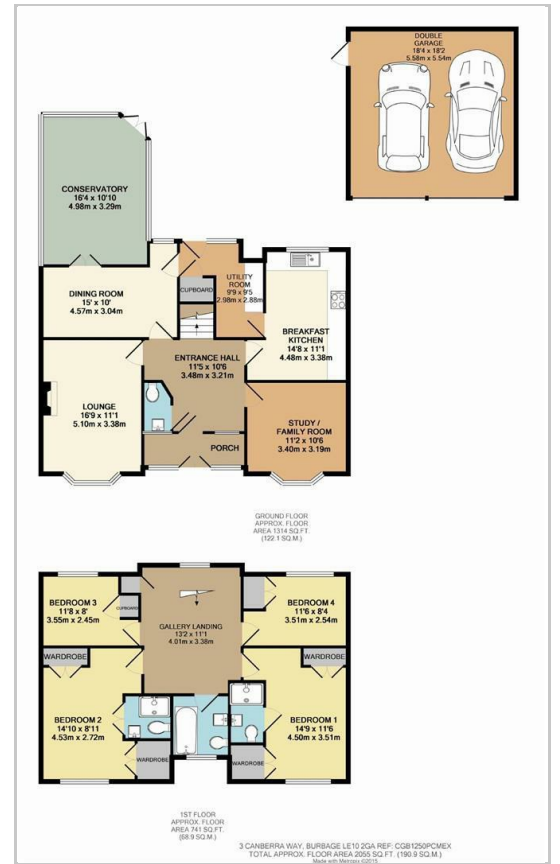 DOUBLE
GARAGE
18'4 x 18'2
5.58m x 5.54m
CONSERVATORY
16'4 x 10'10
4.98m x 3.29m
DINING ROOM
15' x 10'
4.57m x 3.04m
CUPBOARD
UTILITY
ROOM
9'9 x 9'5
2.98m x 2.88m
BREAKFAST
KITCHEN
14'8 x 11'1
4.48m x 3.38m
ENTRANCE HALL
11'5 x 10'6
3.48m x 3.21m
LOUNGE
16'9 x 11'1
5.10m x 3.38m
STUDY /
FAMILY ROOM
11'2 x 10'6
3.40m x 3.19m
PORCH
GROUND FLOOR
APPROX. FLOOR
AREA 1314 SQ.FT.
(122.1 SQ.M.)
BEDROOM 3
11'8 x 8'
3.55m x 2.45m
CUPBOARD
GALLERY LANDING
13'2 x 11'1
4.01m x 3.38m
BEDROOM 4
11'6 x 8'4
3.51m x 2.54m
WARDROBE
WARDROBE
BEDROOM 2
14'10 x 8'11
4.53m x 2.72m
BEDROOM 1
14'9 x 11'6
4.50m x 3.51m
WARDROBE
WARDROBE
1ST FLOOR
APPROX. FLOOR
AREA 741 SQ.FT.
(68.9 SQ.M.)
3 CANBERRA WAY, BURBAGE LE10 2GA REF: CGB1250PCMEX
TOTAL APPROX. FLOOR AREA 2055 SQ.FT. (190.9 SQ.M.)
Made with Metropix ©2015